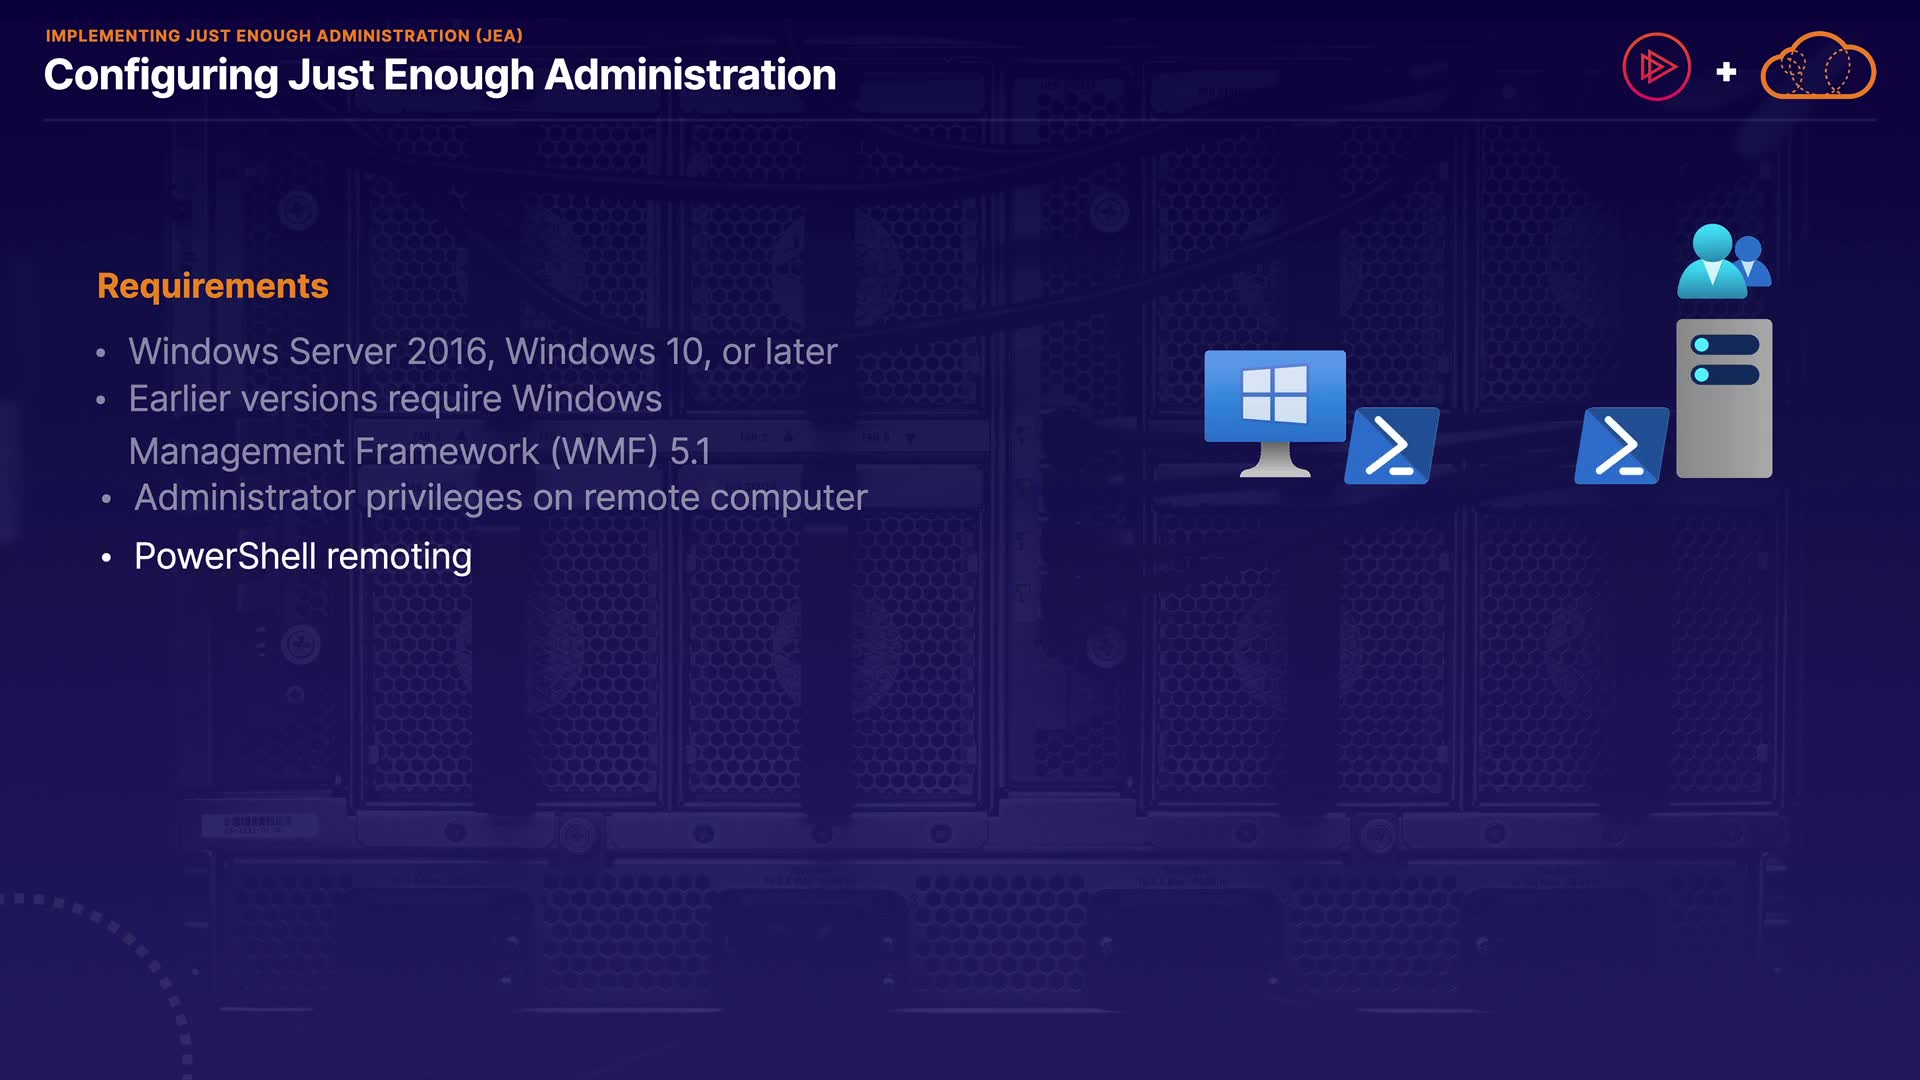 IMPLEMENTING JUST ENOUGH ADMINISTRATION (JEA)
Configuring Just Enough Administration
Requirements
• Windows Server 2016, Windows 10, or later
• Earlier versions require Windows
Management Framework (WMF) 5.1
• Administrator privileges on remote computer
• PowerShell remoting